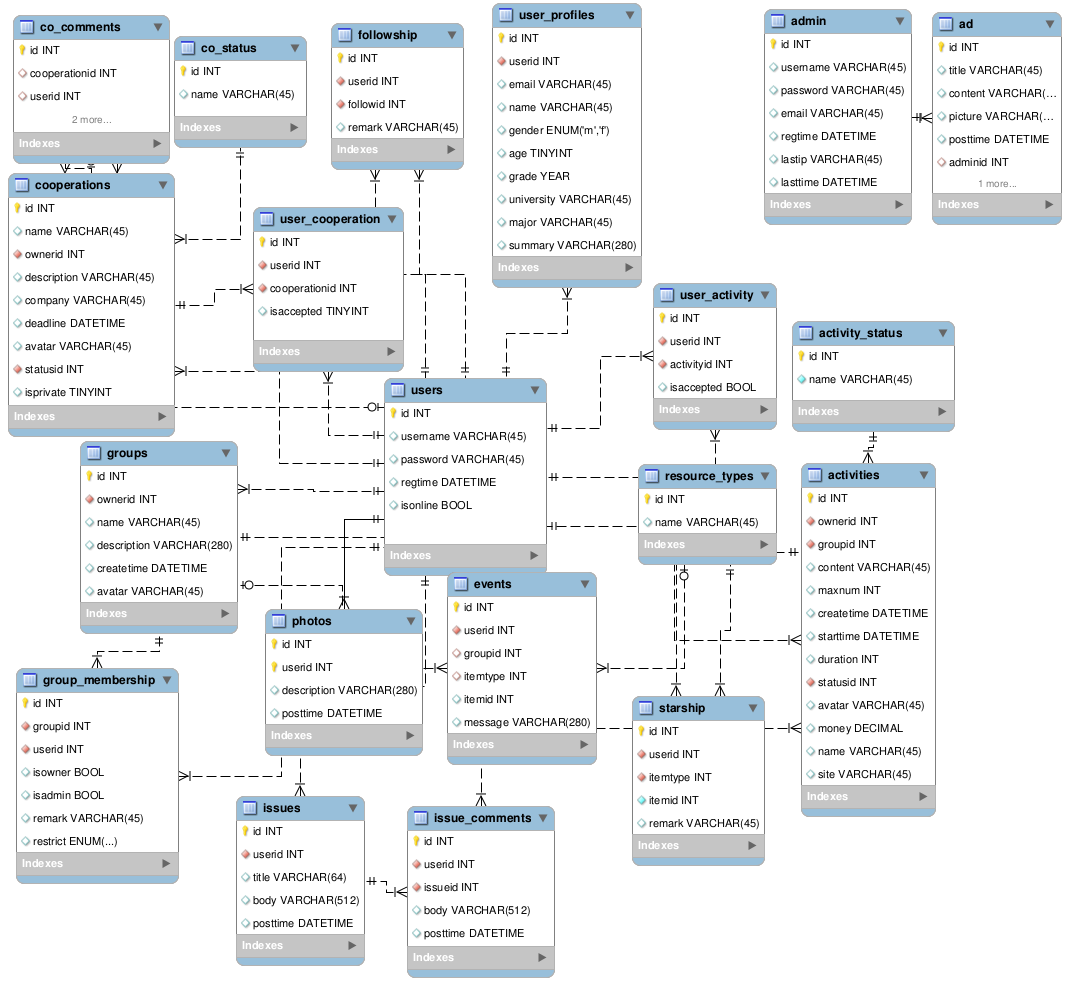 co_comments
id INT
cooperationid INT
userid INT
2 more...
Indexes
co_status
id INT
name VARCHAR(45)
Indexes
followship
id INT
userid INT
followid INT
remark VARCHAR(45)
Indexes
user_profiles
id INT
userid INT
email VARCHAR(45)
name VARCHAR(45)
gender ENUM('m','f')
age TINYINT
grade YEAR
university VARCHAR(45)
major VARCHAR(45)
summary VARCHAR(280)
Indexes
admin
id INT
username VARCHAR(45)
password VARCHAR(45)
email VARCHAR(45)
regtime DATETIME
lastip VARCHAR(45)
lasttime DATETIME
Indexes
ad
id INT
title VARCHAR(45)
content VARCHAR(...
picture VARCHAR(...
posttime DATETIME
adminid INT
1 more...
Indexes
cooperations
id INT
name VARCHAR(45)
ownerid INT
description VARCHAR(45)
company VARCHAR(45)
deadline DATETIME
avatar VARCHAR(45)
statusid INT
isprivate TINYINT
Indexes
user_cooperation
id INT
userid INT
cooperationid INT
isaccepted TINYINT
Indexes
user_activity
id INT
userid INT
activityid INT
isaccepted BOOL
Indexes
activity_status
id INT
name VARCHAR(45)
Indexes
users
id INT
username VARCHAR(45)
password VARCHAR(45)
regtime DATETIME
isonline BOOL
Indexes
groups
id INT
ownerid INT
name VARCHAR(45)
description VARCHAR(280)
createtime DATETIME
avatar VARCHAR(45)
Indexes
resource_types
id INT
name VARCHAR(45)
Indexes
activities
id INT
ownerid INT
groupid INT
content VARCHAR(45)
maxnum INT
createtime DATETIME
starttime DATETIME
duration INT
statusid INT
avatar VARCHAR(45)
money DECIMAL
name VARCHAR(45)
site VARCHAR(45)
Indexes
events
id INT
userid INT
groupid INT
itemtype INT
itemid INT
message VARCHAR(280)
Indexes
photos
id INT
userid INT
description VARCHAR(280)
posttime DATETIME
Indexes
group_membership
id INT
groupid INT
userid INT
isowner BOOL
isadmin BOOL
remark VARCHAR(45)
restrict ENUM(...)
Indexes
starship
id INT
userid INT
itemtype INT
itemid INT
remark VARCHAR(45)
Indexes
issues
id INT
userid INT
title VARCHAR(64)
body VARCHAR(512)
posttime DATETIME
Indexes
issue_comments
id INT
userid INT
issueid INT
body VARCHAR(512)
posttime DATETIME
Indexes